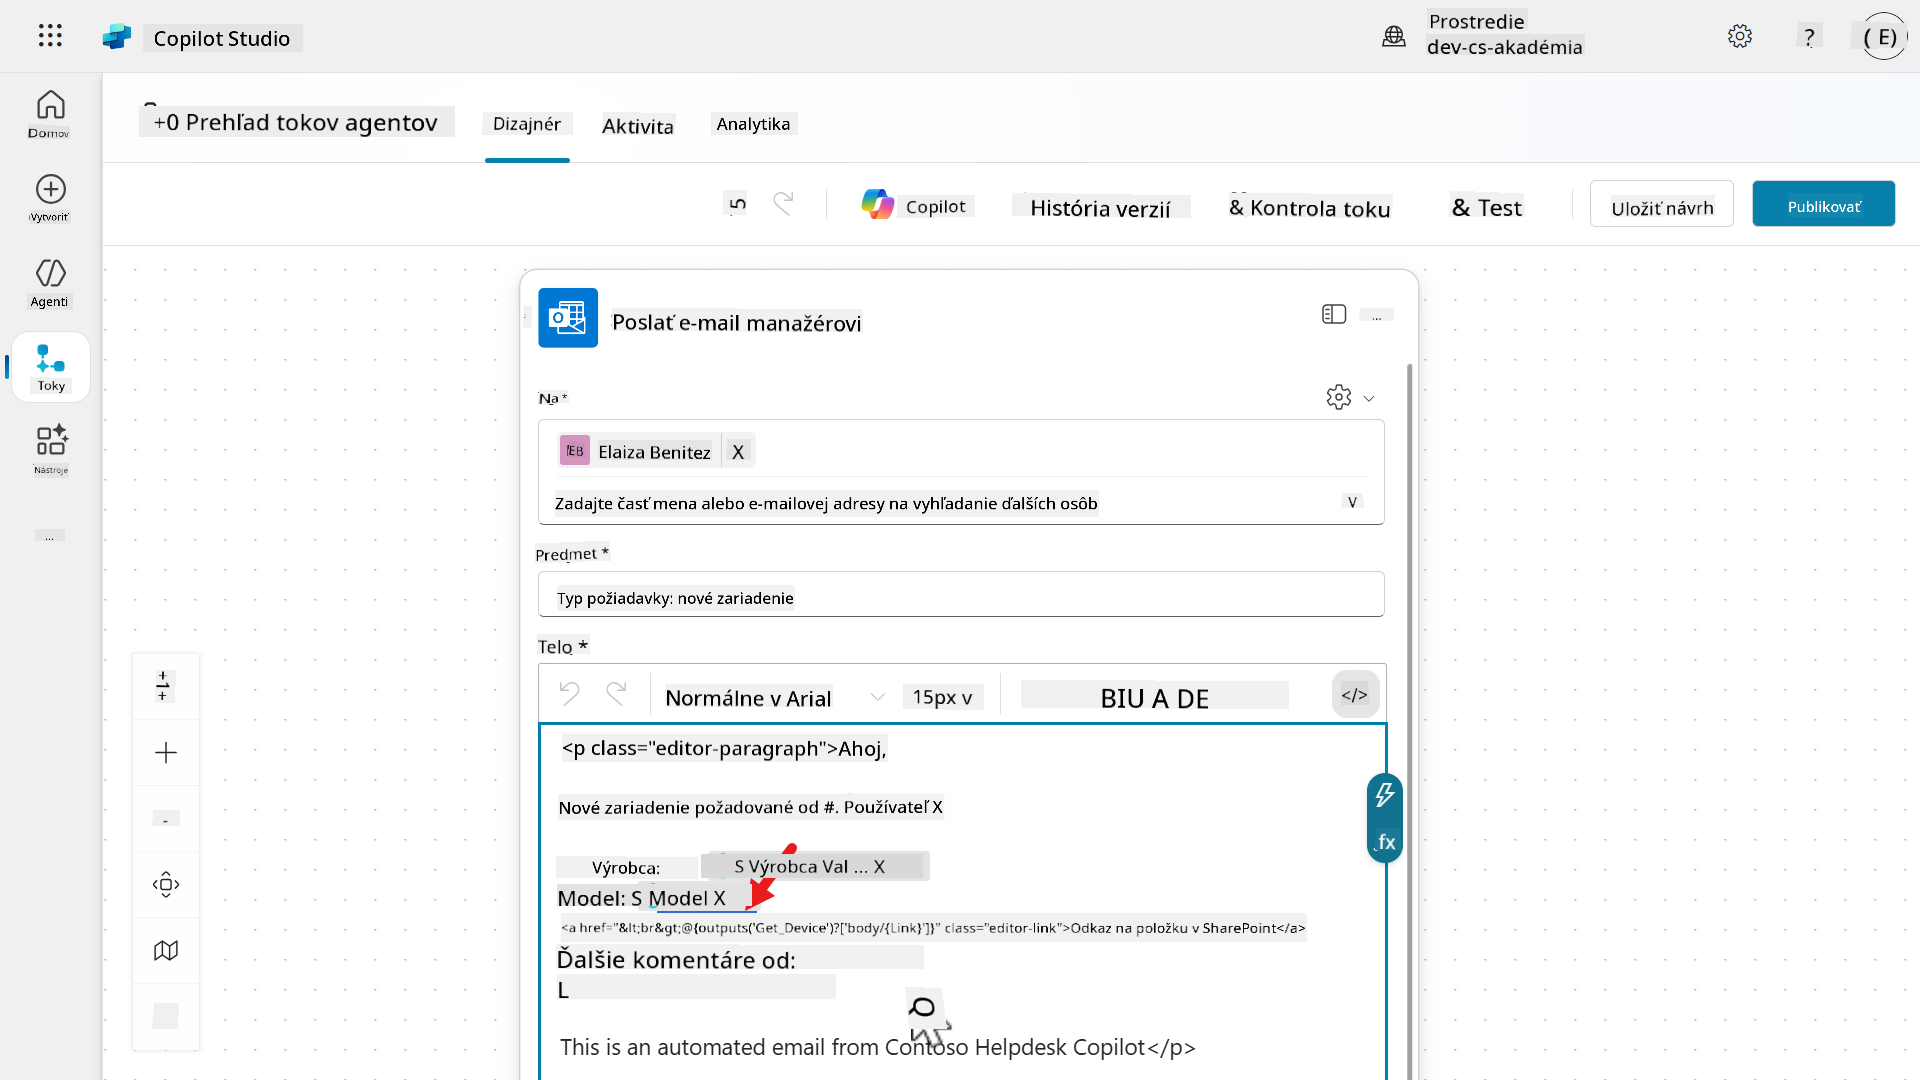 Copilot Studio
Prostredie
dev-cs-akadémia
?
( E)
Domov
Vytvoriť
Agenti
Toky
Nástroje
...
+0 Prehľad tokov agentov
Dizajnér
Aktivita
Analytika
5
Copilot
História verzií
& Kontrola toku
& Test
Uložiť návrh
Publikovať
Poslať e-mail manažérovi
...
Na *
EB
Elaiza Benitez
X
Zadajte časť mena alebo e-mailovej adresy na vyhľadanie ďalších osôb
V
Predmet *
Typ požiadavky: nové zariadenie
Telo *
Normálne v Arial
15px v
BIU A DE
</>
<p class="editor-paragraph">Ahoj,
Nové zariadenie požadované od #. Používateľ X
fx
Výrobca: S Výrobca Val ... X
Model: S Model X
<a href="&lt;br&gt;@{outputs('Get_Device')?['body/{Link}']}" class="editor-link">Odkaz na položku v SharePoint</a>
Ďalšie komentáre od:
L
This is an automated email from Contoso Helpdesk Copilot</p>